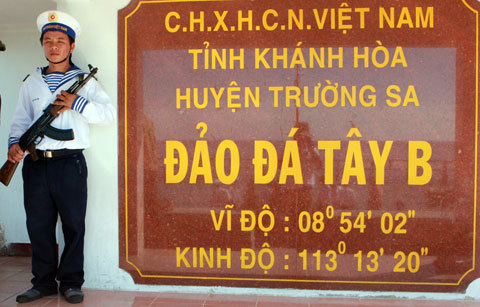 C.H.X.H.C.N.VIỆT NAM
TỈNH KHÁNH HÒA
HUYỆN TRƯỜNG SA
ĐẢO ĐÁ TÂY B
VĨ ĐỘ : 08⁰ 54' 02"
KINH ĐỘ : 113⁰ 13' 20"